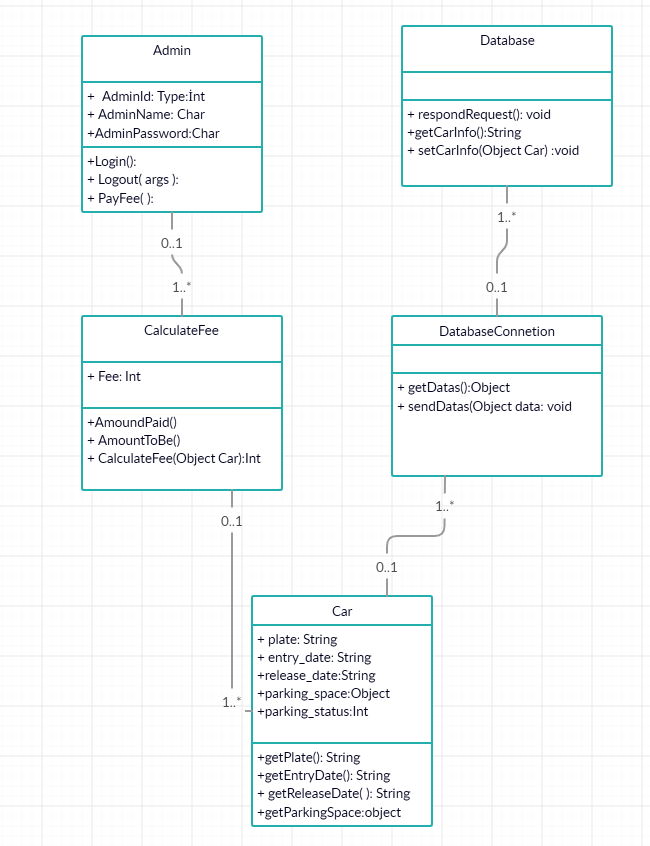 Admin
+ AdminId: Type:İnt
+ AdminName: Char
+AdminPassword:Char
+Login():
+ Logout( args ):
+ PayFee( ):
Database
+ respondRequest(): void
+getCarInfo():String
+ setCarInfo(Object Car) :void
0..1
1..*
1..*
0..1
CalculateFee
+ Fee: Int
+AmoundPaid()
+ AmountToBe()
+ CalculateFee(Object Car):Int
DatabaseConnetion
+ getDatas():Object
+ sendDatas(Object data: void
0..1
1..*
1..*
0..1
Car
+ plate: String
+ entry_date: String
+release_date:String
+parking_space:Object
+parking_status:Int
+getPlate(): String
+getEntryDate(): String
+ getReleaseDate( ): String
+getParkingSpace:object